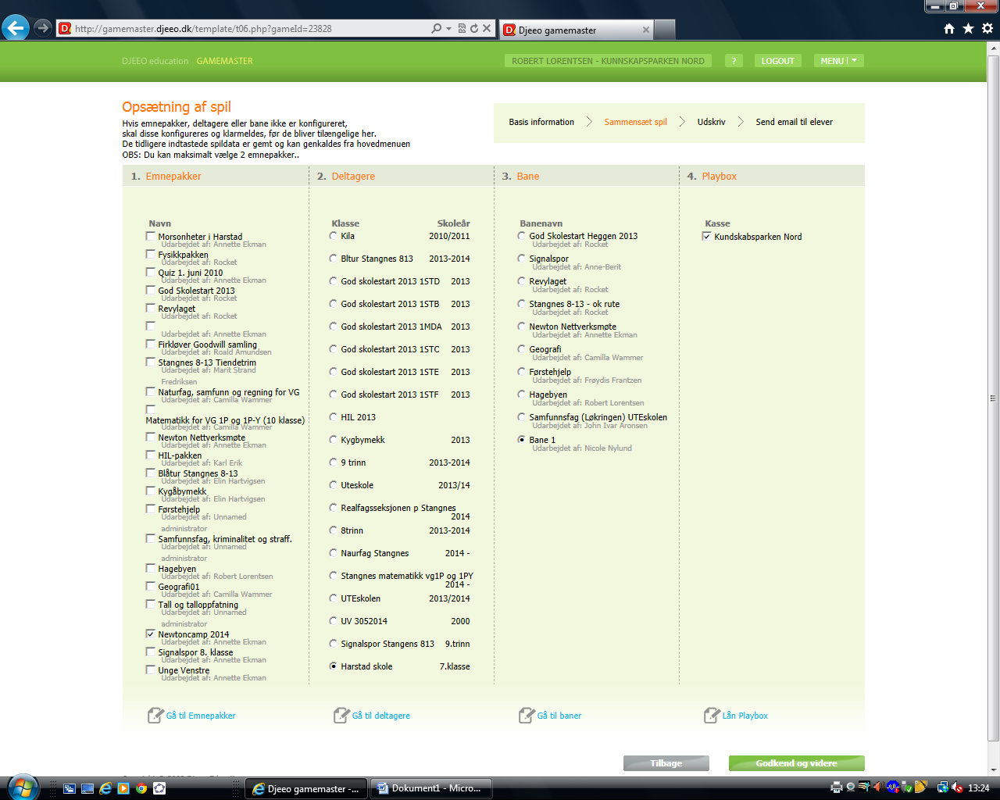 http://gamemaster.djeeo.dk/template/t06.php?gameId=23828
Djeeo gamemaster
DJEEO education GAMEMASTER
ROBERT LORENTSEN - KUNNSKAPSPARKEN NORD
?
LOGOUT
MENU
Opsætning af spil
Hvis emnepakker, deltagere eller bane ikke er konfigureret,
skal disse konfigureres og klarmeldes, før de bliver tilængelige her.
De tidligere indtastede spildata er gemt og kan genkaldes fra hovedmenuen
OBS: Du kan maksimalt vælge 2 emnepakker..
Basis information
Sammensæt spil
Udskriv
Send email til elever
1. Emnepakker
Navn
Morsonheter i Harstad
Udarbejdet af: Annette Ekman
Fysikkpakken
Udarbejdet af: Rocket
Quiz 1. juni 2010
Udarbejdet af: Annette Ekman
God Skolestart 2013
Udarbejdet af: Rocket
Revylaget
Udarbejdet af: Rocket
Udarbejdet af: Annette Ekman
Firkløver Goodwill samling
Udarbejdet af: Roald Amundsen
Stangnes 8-13 Tiendetrim
Udarbejdet af: Marit Strand
Fredriksen
Naturfag, samfunn og regning for VG
Udarbejdet af: Camilla Wammer
Matematikk for VG 1P og 1P-Y (10 klasse)
Udarbejdet af: Camilla Wammer
Newton Nettverksmøte
Udarbejdet af: Annette Ekman
HIL-pakken
Udarbejdet af: Karl Erik
Blåtur Stangnes 8-13
Udarbejdet af: Elin Hartvigsen
Kygåbymekk
Udarbejdet af: Elin Hartvigsen
Førstehjelp
Udarbejdet af: Unnamed
administrator
Samfunnsfag, kriminalitet og straff.
Udarbejdet af: Unnamed
administrator
Hagebyen
Udarbejdet af: Robert Lorentsen
Geografi01
Udarbejdet af: Camilla Wammer
Tall og talloppfatning
Udarbejdet af: Unnamed
administrator
Newtoncamp 2014
Udarbejdet af: Annette Ekman
Signalspor 8. klasse
Udarbejdet af: Annette Ekman
Unge Venstre
Udarbejdet af: Annette Ekman
Gå til Emnepakker
2. Deltagere
Klasse Skoleår
Kila 2010/2011
Bltur Stangnes 813 2013-2014
God skolestart 2013 1STD 2013
God skolestart 2013 1STB 2013
God skolestart 2013 1MDA 2013
God skolestart 2013 1STC 2013
God skolestart 2013 1STE 2013
God skolestart 2013 1STF 2013
HIL 2013
Kygbymekk 2013
9 trinn 2013-2014
Uteskole 2013/14
Realfagsseksjonen p Stangnes
2014
8trinn 2013-2014
Naurfag Stangnes 2014 -
Stangnes matematikk vg1P og 1PY
2014 -
UTEskolen 2013/2014
UV 3052014 2000
Signalspor Stangens 813 9.trinn
Harstad skole 7.klasse
Gå til deltagere
3. Bane
Banenavn
God Skolestart Heggen 2013
Udarbejdet af: Rocket
Signalspor
Udarbejdet af: Anne-Berit
Revylaget
Udarbejdet af: Rocket
Stangnes 8-13 - ok rute
Udarbejdet af: Rocket
Newton Nettverksmøte
Udarbejdet af: Annette Ekman
Geografi
Udarbejdet af: Camilla Wammer
Førstehjelp
Udarbejdet af: Frøydis Frantzen
Hagebyen
Udarbejdet af: Robert Lorentsen
Samfunnsfag (Løkringen) UTEskolen
Udarbejdet af: John Ivar Aronsen
Bane 1
Udarbejdet af: Nicole Nylund
Gå til baner
4. Playbox
Kasse
Kundskabsparken Nord
Lån Playbox
Tilbage
Godkend og videre
Djeeo gamemaster -...
Dokument1 - Micro...
13:24